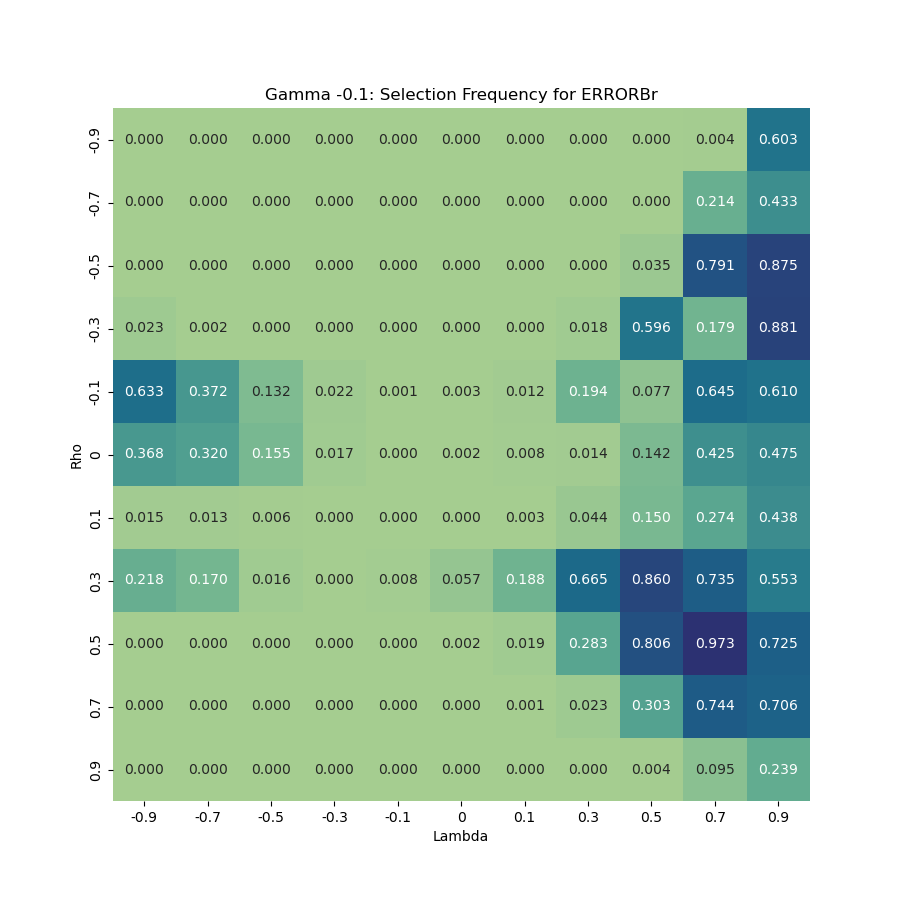 Gamma -0.1: Selection Frequency for ERRORBr
-0.9 0.000 0.000 0.000 0.000 0.000 0.000 0.000 0.000 0.000 0.004 0.603
-0.7 0.000 0.000 0.000 0.000 0.000 0.000 0.000 0.000 0.000 0.214 0.433
-0.5 0.000 0.000 0.000 0.000 0.000 0.000 0.000 0.000 0.035 0.791 0.875
-0.3 0.023 0.002 0.000 0.000 0.000 0.000 0.000 0.018 0.596 0.179 0.881
-0.1 0.633 0.372 0.132 0.022 0.001 0.003 0.012 0.194 0.077 0.645 0.610
Rho
0 0.368 0.320 0.155 0.017 0.000 0.002 0.008 0.014 0.142 0.425 0.475
0.1 0.015 0.013 0.006 0.000 0.000 0.000 0.003 0.044 0.150 0.274 0.438
0.3 0.218 0.170 0.016 0.000 0.008 0.057 0.188 0.665 0.860 0.735 0.553
0.5 0.000 0.000 0.000 0.000 0.000 0.002 0.019 0.283 0.806 0.973 0.725
0.7 0.000 0.000 0.000 0.000 0.000 0.000 0.001 0.023 0.303 0.744 0.706
0.9 0.000 0.000 0.000 0.000 0.000 0.000 0.000 0.000 0.004 0.095 0.239
-0.9 -0.7 -0.5 -0.3 -0.1 0 0.1 0.3 0.5 0.7 0.9
Lambda